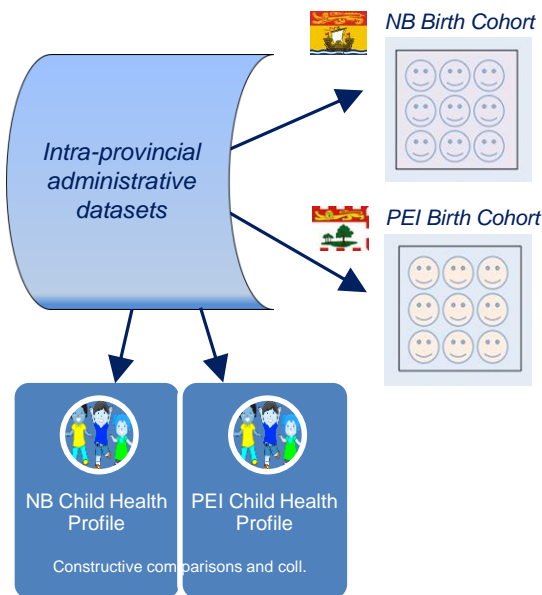 NB Birth Cohort
Intra-provincial
administrative
datasets
PEI Birth Cohort
NB Child Health
Profile
PEI Child Health
Profile
Constructive comparisons and coll.